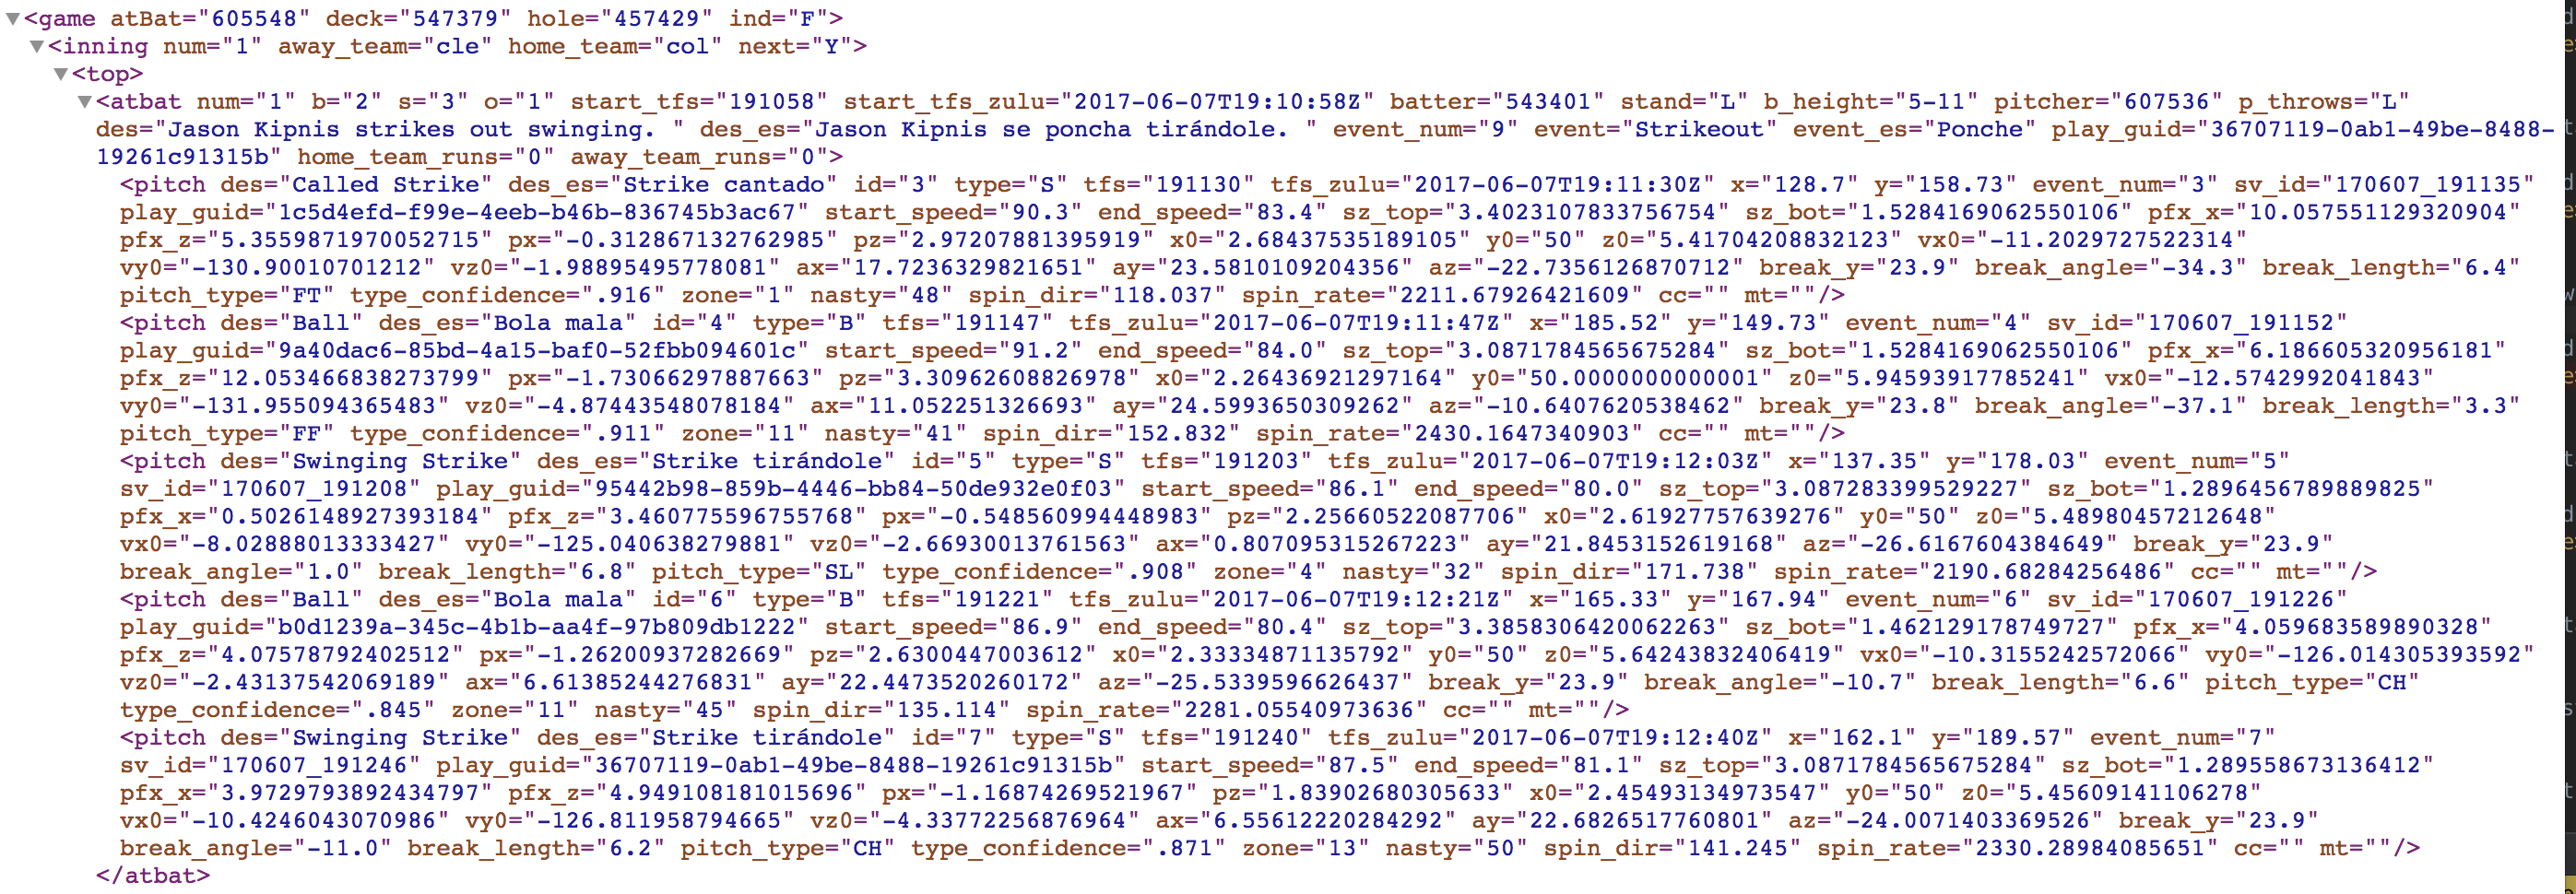 ▼<game atBat="605548" deck="547379" hole="457429" ind="F">
▼<inning num="1" away_team="cle" home_team="col" next="Y">
▼<top>
▼<atbat num="1" b="2" s="3" o="1" start_tfs="191058" start_tfs_zulu="2017-06-07T19:10:58Z" batter="543401" stand="L" b_height="5-11" pitcher="607536" p_throws="L"
des="Jason Kipnis strikes out swinging. " des_es="Jason Kipnis se poncha tirándole. " event_num="9" event="Strikeout" event_es="Ponche" play_guid="36707119-0ab1-49be-8488-
19261c91315b" home_team_runs="0" away_team_runs="0">
<pitch des="Called Strike" des_es="Strike cantado" id="3" type="S" tfs="191130" tfs_zulu="2017-06-07T19:11:30Z" x="128.7" y="158.73" event_num="3" sv_id="170607_191135"
play_guid="1c5d4efd-f99e-4eeb-b46b-836745b3ac67" start_speed="90.3" end_speed="83.4" sz_top="3.4023107833756754" sz_bot="1.5284169062550106" pfx_x="10.057551129320904"
pfx_z="5.3559871970052715" px="-0.312867132762985" pz="2.97207881395919" x0="2.68437535189105" y0="50" z0="5.41704208832123" vx0="-11.2029727522314"
vy0="-130.90010701212" vz0="-1.98895495778081" ax="17.7236329821651" ay="23.5810109204356" az="-22.7356126870712" break_y="23.9" break_angle="-34.3" break_length="6.4"
pitch_type="FT" type_confidence=".916" zone="1" nasty="48" spin_dir="118.037" spin_rate="2211.67926421609" cc="" mt=""/>
<pitch des="Ball" des_es="Bola mala" id="4" type="B" tfs="191147" tfs_zulu="2017-06-07T19:11:47Z" x="185.52" y="149.73" event_num="4" sv_id="170607_191152"
play_guid="9a40dac6-85bd-4a15-baf0-52fbb094601c" start_speed="91.2" end_speed="84.0" sz_top="3.0871784565675284" sz_bot="1.5284169062550106" pfx_x="6.186605320956181"
pfx_z="12.053466838273799" px="-1.73066297887663" pz="3.30962608826978" x0="2.26436921297164" y0="50.0000000000001" z0="5.94593917785241" vx0="-12.5742992041843"
vy0="-131.955094365483" vz0="-4.87443548078184" ax="11.052251326693" ay="24.5993650309262" az="-10.6407620538462" break_y="23.8" break_angle="-37.1" break_length="3.3"
pitch_type="FF" type_confidence=".911" zone="11" nasty="41" spin_dir="152.832" spin_rate="2430.1647340903" cc="" mt=""/>
<pitch des="Swinging Strike" des_es="Strike tirándole" id="5" type="S" tfs="191203" tfs_zulu="2017-06-07T19:12:03Z" x="137.35" y="178.03" event_num="5"
sv_id="170607_191208" play_guid="95442b98-859b-4446-bb84-50de932e0f03" start_speed="86.1" end_speed="80.0" sz_top="3.087283399529227" sz_bot="1.2896456789889825"
pfx_x="0.5026148927393184" pfx_z="3.460775596755768" px="-0.548560994448983" pz="2.25660522087706" x0="2.61927757639276" y0="50" z0="5.48980457212648"
vx0="-8.02888013333427" vy0="-125.040638279881" vz0="-2.66930013761563" ax="0.807095315267223" ay="21.8453152619168" az="-26.6167604384649" break_y="23.9"
break_angle="1.0" break_length="6.8" pitch_type="SL" type_confidence=".908" zone="4" nasty="32" spin_dir="171.738" spin_rate="2190.68284256486" cc="" mt=""/>
<pitch des="Ball" des_es="Bola mala" id="6" type="B" tfs="191221" tfs_zulu="2017-06-07T19:12:21Z" x="165.33" y="167.94" event_num="6" sv_id="170607_191226"
play_guid="b0d1239a-345c-4b1b-aa4f-97b809db1222" start_speed="86.9" end_speed="80.4" sz_top="3.3858306420062263" sz_bot="1.462129178749727" pfx_x="4.059683589890328"
pfx_z="4.07578792402512" px="-1.26200937282669" pz="2.6300447003612" x0="2.33334871135792" y0="50" z0="5.64243832406419" vx0="-10.3155242572066" vy0="-126.014305393592"
vz0="-2.43137542069189" ax="6.61385244276831" ay="22.4473520260172" az="-25.5339596626437" break_y="23.9" break_angle="-10.7" break_length="6.6" pitch_type="CH"
type_confidence=".845" zone="11" nasty="45" spin_dir="135.114" spin_rate="2281.05540973636" cc="" mt=""/>
<pitch des="Swinging Strike" des_es="Strike tirándole" id="7" type="S" tfs="191240" tfs_zulu="2017-06-07T19:12:40Z" x="162.1" y="189.57" event_num="7"
sv_id="170607_191246" play_guid="36707119-0ab1-49be-8488-19261c91315b" start_speed="87.5" end_speed="81.1" sz_top="3.0871784565675284" sz_bot="1.289558673136412"
pfx_x="3.9729793892434797" pfx_z="4.949108181015696" px="-1.16874269521967" pz="1.83902680305633" x0="2.45493134973547" y0="50" z0="5.45609141106278"
vx0="-10.4246043070986" vy0="-126.811958794665" vz0="-4.33772256876964" ax="6.55612220284292" ay="22.6826517760801" az="-24.0071403369526" break_y="23.9"
break_angle="-11.0" break_length="6.2" pitch_type="CH" type_confidence=".871" zone="13" nasty="50" spin_dir="141.245" spin_rate="2330.28984085651" cc="" mt=""/>
</atbat>